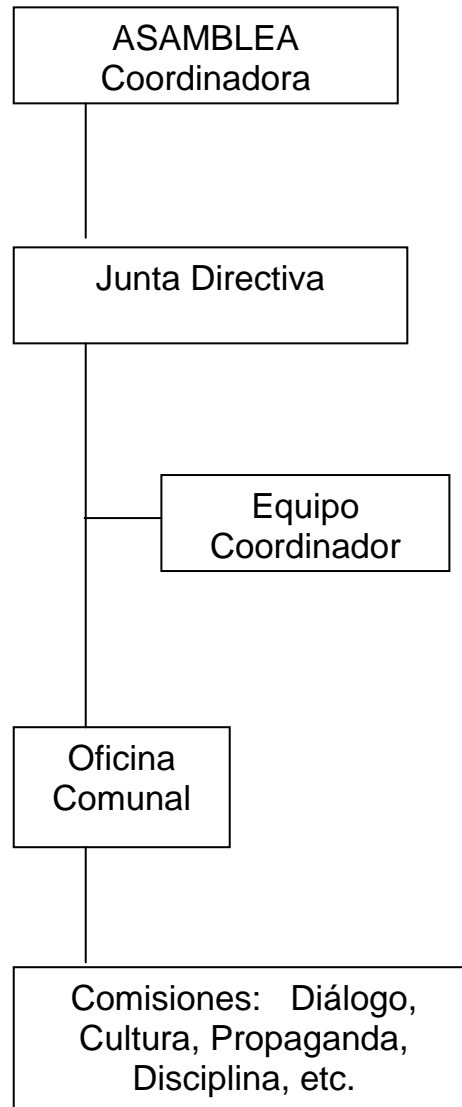 ASAMBLEA
Coordinadora
Junta Directiva
Equipo
Coordinador
Oficina
Comunal
Comisiones: Diálogo,
Cultura, Propaganda,
Disciplina, etc.